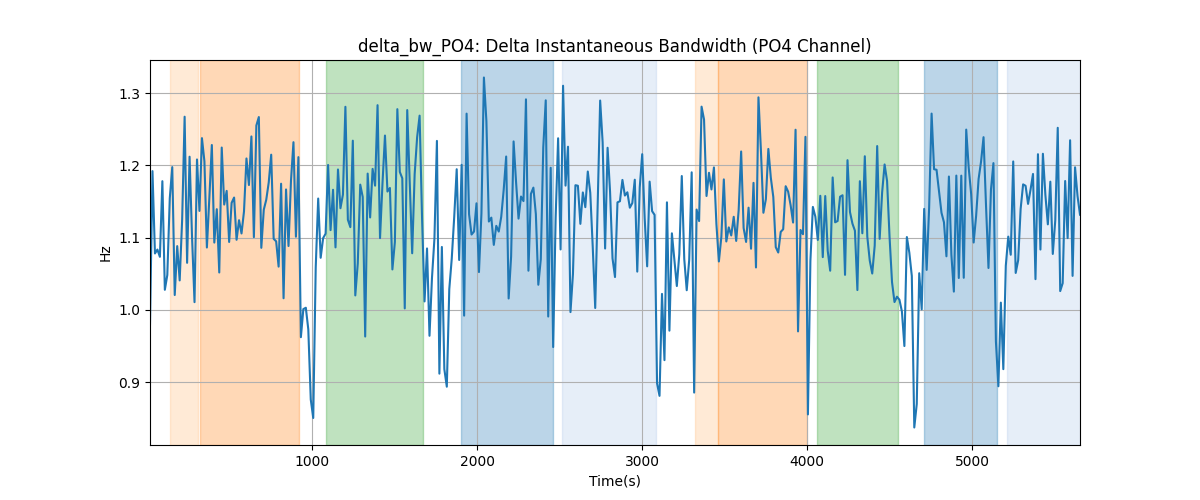 delta_bw_PO4: Delta Instantaneous Bandwidth (PO4 Channel)
Hz
1.3
1.2
1.1
1.0
0.9
1000 2000 3000 4000 5000
Time(s)